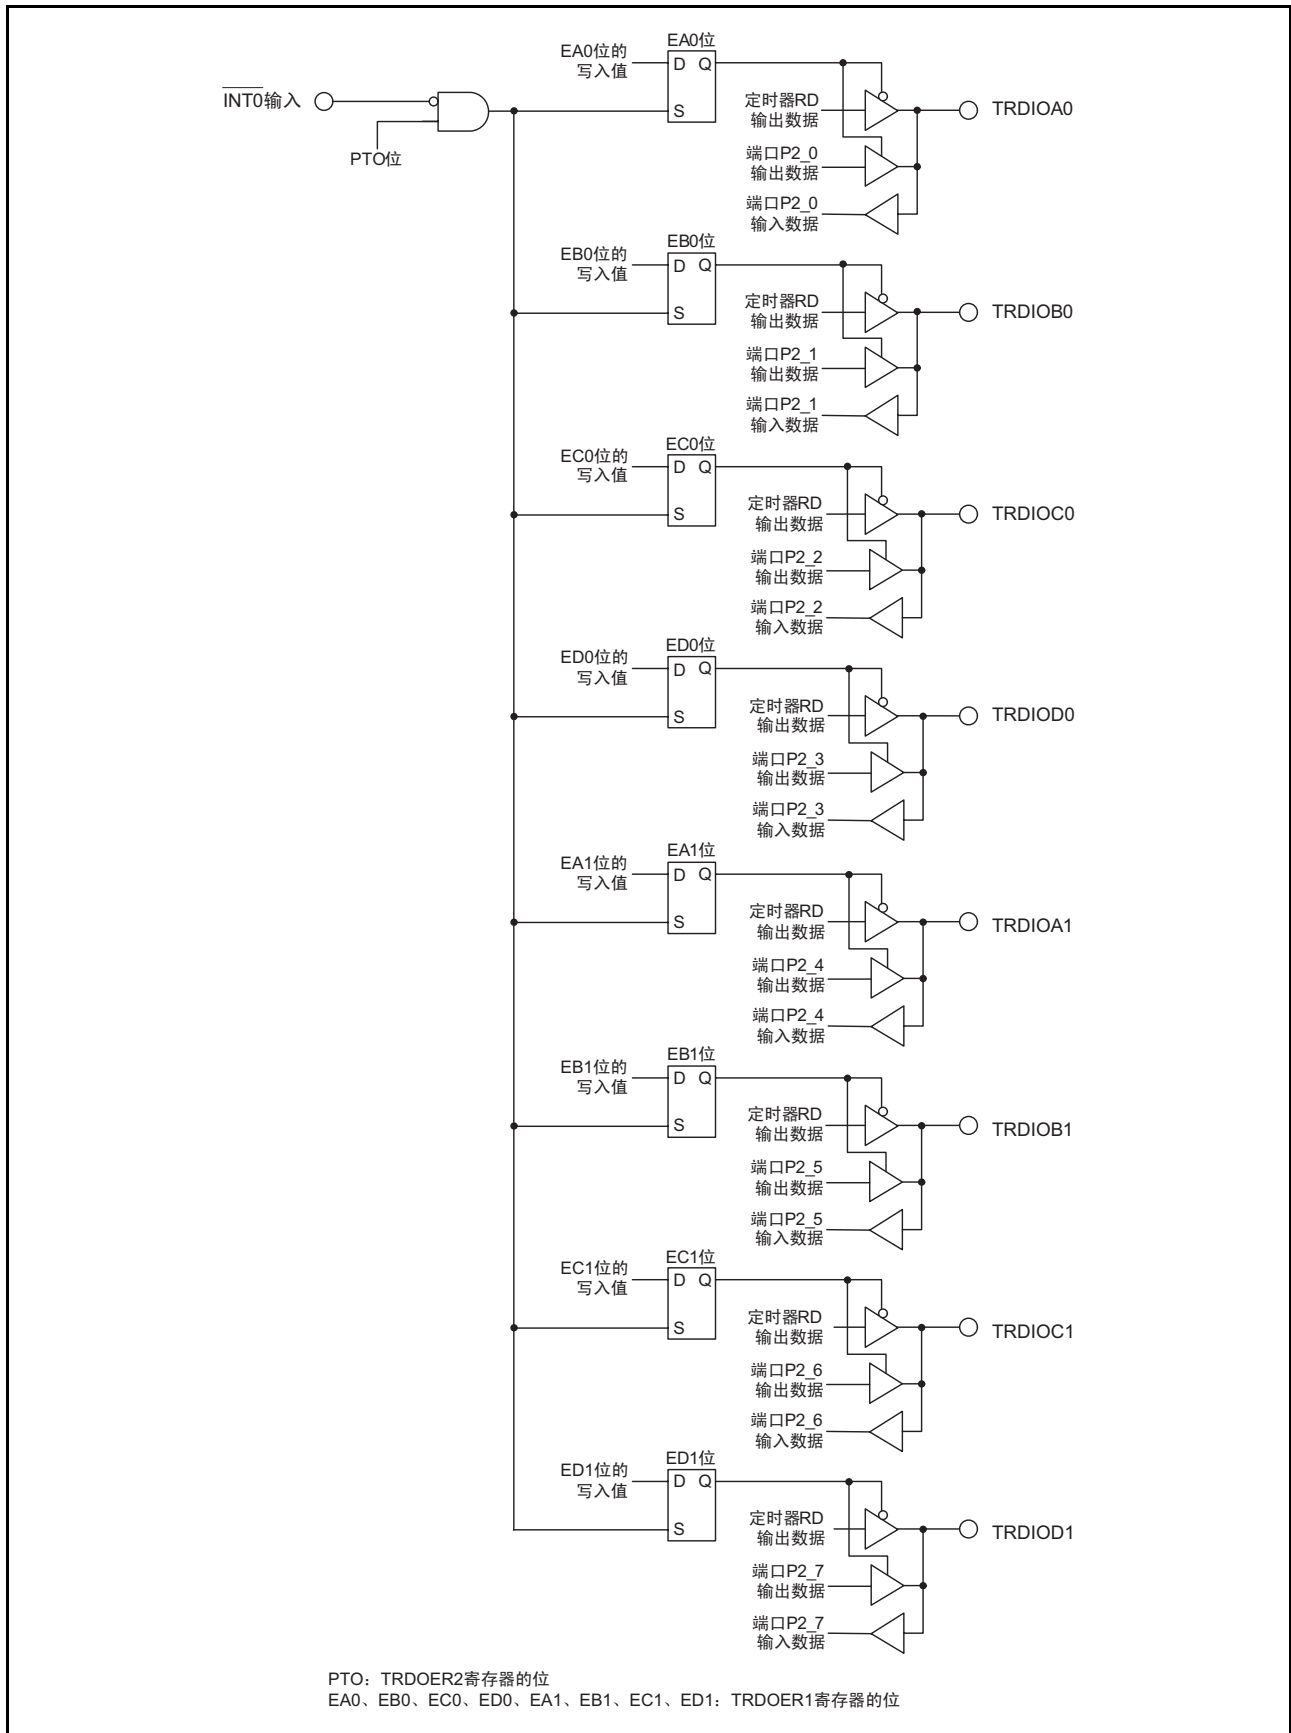 INT0输入
PTO位
EA0位的
写入值
EA0位
D Q
S
定时器RD
输出数据
端口P2_0
输出数据
端口P2_0
输入数据
TRDIOA0
EB0位的
写入值
EB0位
D Q
S
定时器RD
输出数据
端口P2_1
输出数据
端口P2_1
输入数据
TRDIOB0
EC0位的
写入值
EC0位
D Q
S
定时器RD
输出数据
端口P2_2
输出数据
端口P2_2
输入数据
TRDIOC0
ED0位的
写入值
ED0位
D Q
S
定时器RD
输出数据
端口P2_3
输出数据
端口P2_3
输入数据
TRDIOD0
EA1位的
写入值
EA1位
D Q
S
定时器RD
输出数据
端口P2_4
输出数据
端口P2_4
输入数据
TRDIOA1
EB1位的
写入值
EB1位
D Q
S
定时器RD
输出数据
端口P2_5
输出数据
端口P2_5
输入数据
TRDIOB1
EC1位的
写入值
EC1位
D Q
S
定时器RD
输出数据
端口P2_6
输出数据
端口P2_6
输入数据
TRDIOC1
ED1位的
写入值
ED1位
D Q
S
定时器RD
输出数据
端口P2_7
输出数据
端口P2_7
输入数据
TRDIOD1
PTO：TRDOER2寄存器的位
EA0、EB0、EC0、ED0、EA1、EB1、EC1、ED1：TRDOER1寄存器的位